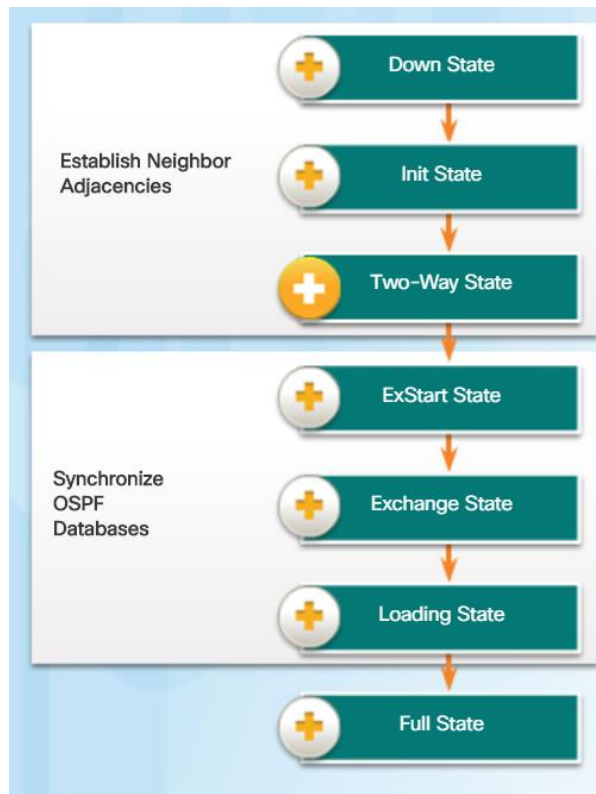 Down State
Establish Neighbor
Adjacencies
Init State
Two-Way State
ExStart State
Synchronize
OSPF
Databases
Exchange State
Loading State
Full State